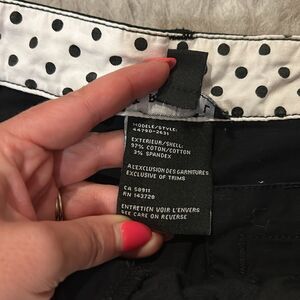 MODELE/STYLE:
44790-2631
EXTERIEUR/SHELL:
97% COTON/COTTON
3% SPANDEX
A L'EXCLUSION DES GARNITURES
EXCLUSIVE OF TRIMS
CA 58911
RN 143728
ENTRETIEN VOIR L'ENVERS
SEE CARE ON REVERSE